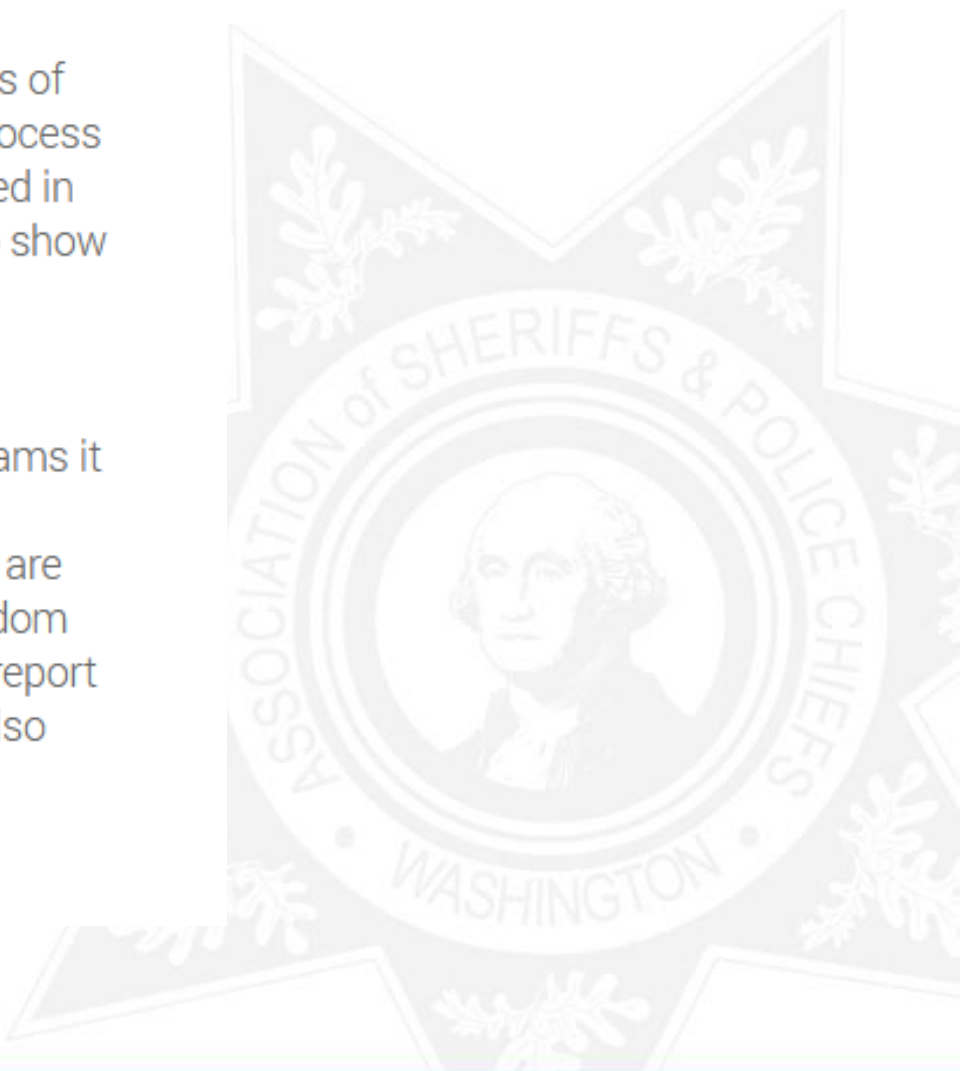 s of
ocess
ed in
show
ams it
are
dom
report
lso
ASSOCIATION of SHERIFFS & POLICE CHIEFS
WASHINGTON